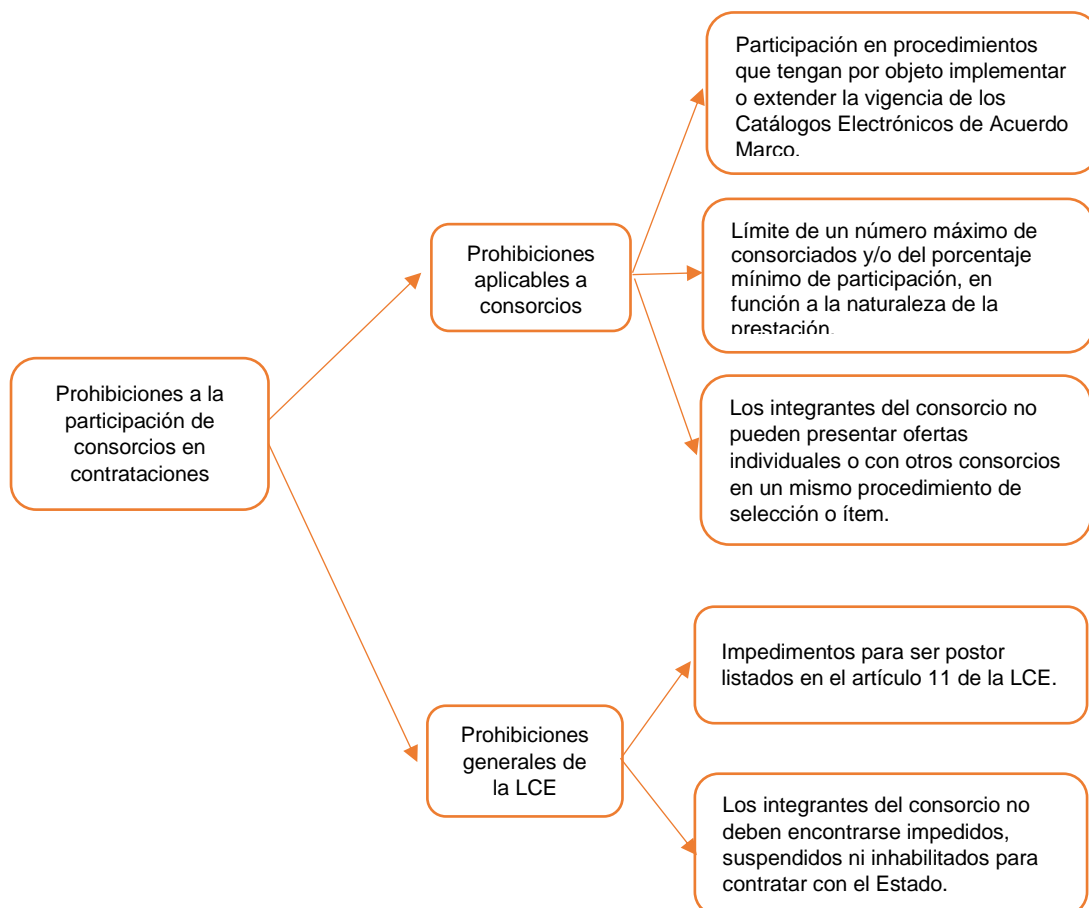 Prohibiciones a la
participación de
consorcios en
contrataciones
Prohibiciones
aplicables a
consorcios
Participación en procedimientos
que tengan por objeto implementar
o extender la vigencia de los
Catálogos Electrónicos de Acuerdo
Marco.
Límite de un número máximo de
consorciados y/o del porcentaje
mínimo de participación, en
función a la naturaleza de la
prestación.
Los integrantes del consorcio no
pueden presentar ofertas
individuales o con otros consorcios
en un mismo procedimiento de
selección o ítem.
Prohibiciones
generales de
la LCE
Impedimentos para ser postor
listados en el artículo 11 de la LCE.
Los integrantes del consorcio no
deben encontrarse impedidos,
suspendidos ni inhabilitados para
contratar con el Estado.